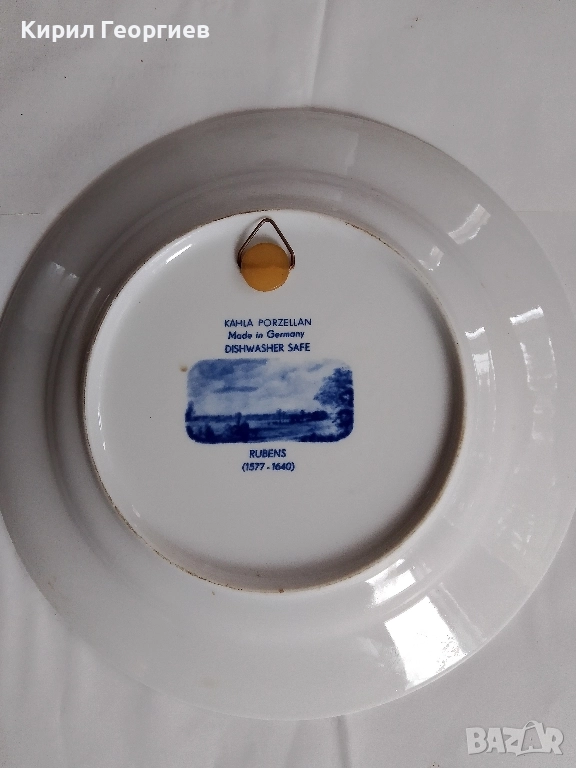 Кирил Георгиев
KAHLA PORZELLAN
Made in Germany
DISHWASHER SAFE
RUBENS
(1577-1640)
BAZAR